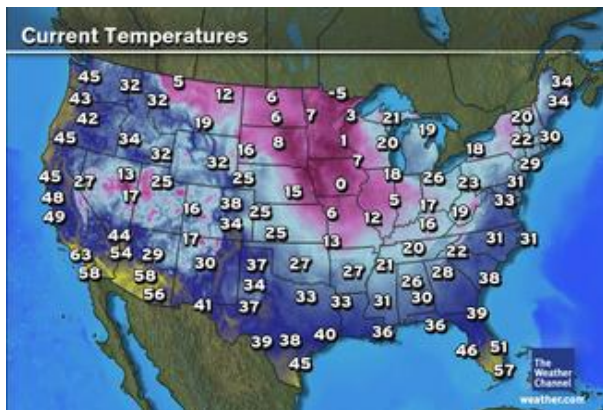 Current Temperatures
45 32 5 12 6 -5 34
43 32 6 7 3 21 34
42 19 19 20
45 34 8 1 20 22 30
32 32 16 7 18 29
45 27 13 25 25 15 0 18 26 23 31
48 17 16 38 25 6 12 5 17 19 33
49 34 16
44 17 25 13 20 22 31 31
63 54 29 30 37 27 27 21 26 28 38
58 58 34
56 41 37 33 33 31 30 39
39 38 40 36 36 46 51
45 57
The
Weather
Channel
weather.com